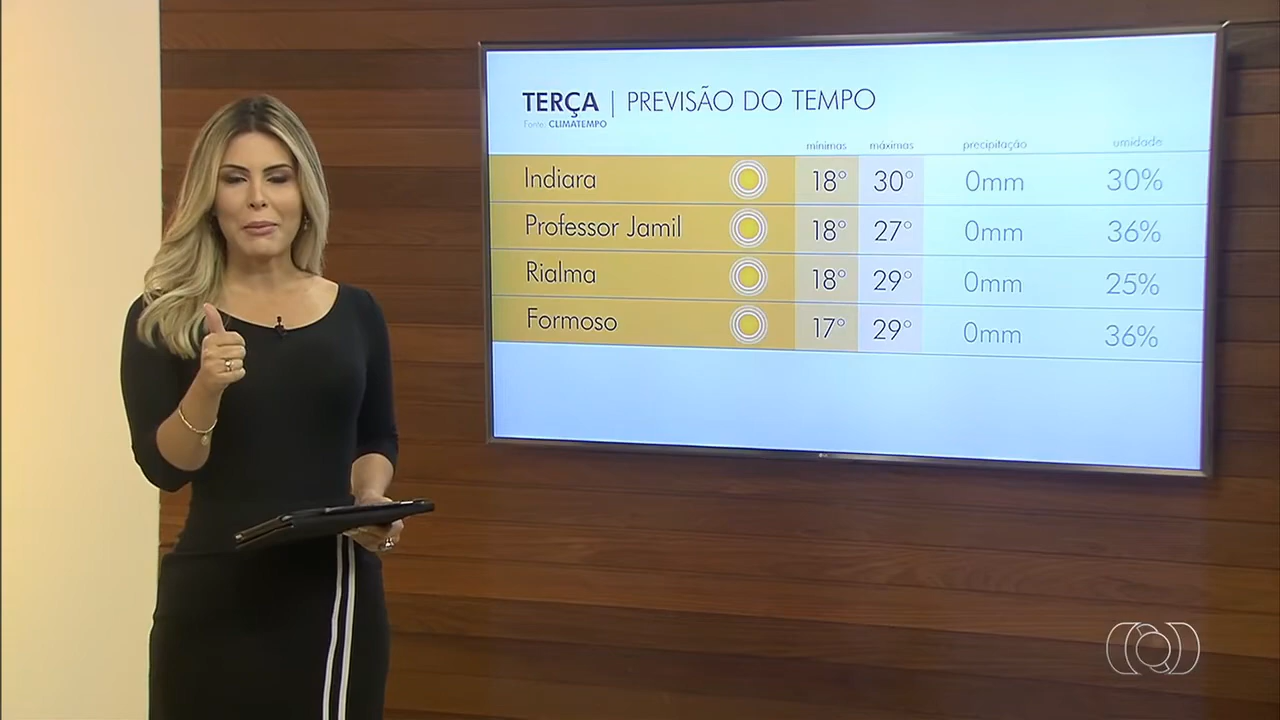 TERÇA | PREVISÃO DO TEMPO
Fonte: CLIMATEMPO
mínimas máximas precipitação umidade
Indiara 18° 30° 0mm 30%
Professor Jamil 18° 27° 0mm 36%
Rialma 18° 29° 0mm 25%
Formoso 17° 29° 0mm 36%